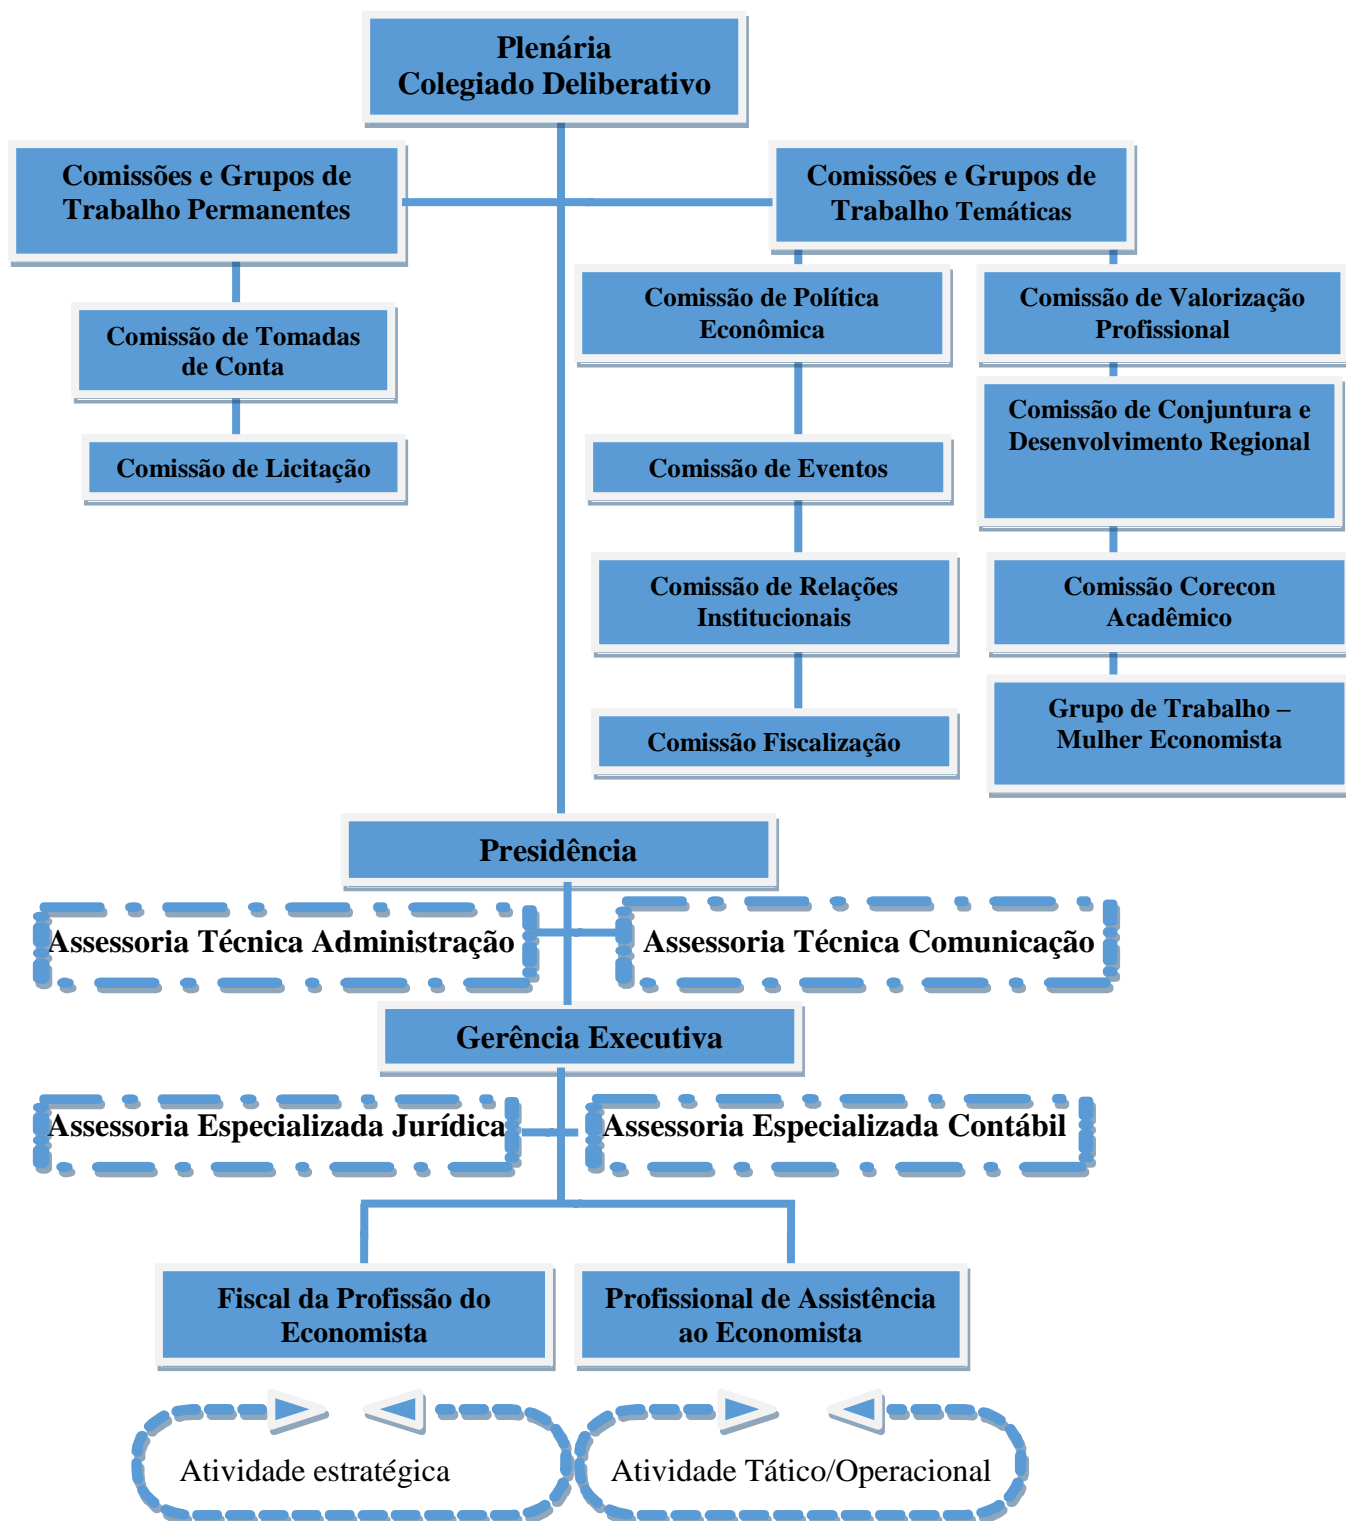 Plenária
Colegiado Deliberativo
Comissões e Grupos de
Trabalho Permanentes
Comissões e Grupos de
Trabalho Temáticas
Comissão de Tomadas
de Conta
Comissão de Licitação
Comissão de Política
Econômica
Comissão de Eventos
Comissão de Relações
Institucionais
Comissão Fiscalização
Comissão de Valorização
Profissional
Comissão de Conjuntura e
Desenvolvimento Regional
Comissão Corecon
Acadêmico
Grupo de Trabalho –
Mulher Economista
Presidência
Assessoria Técnica Administração
Assessoria Técnica Comunicação
Gerência Executiva
Assessoria Especializada Jurídica
Assessoria Especializada Contábil
Fiscal da Profissão do
Economista
Profissional de Assistência
ao Economista
Atividade estratégica
Atividade Tático/Operacional